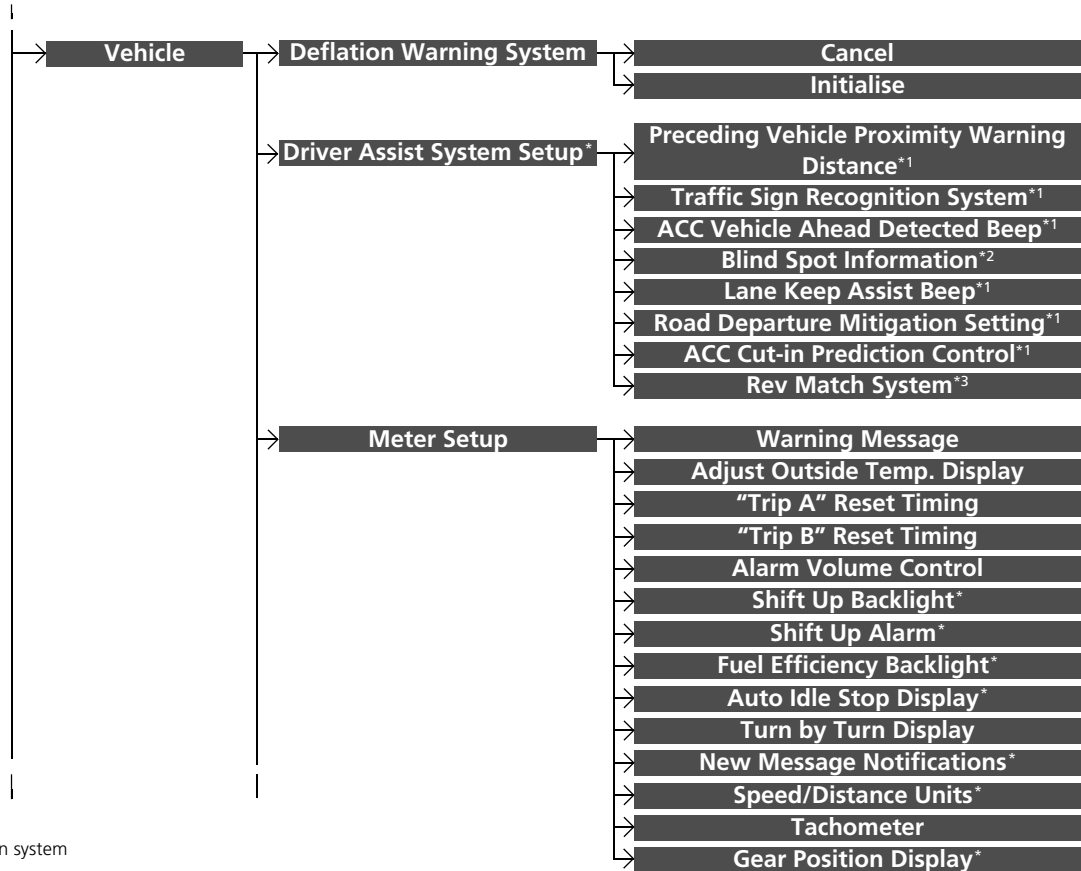 Vehicle
Deflation Warning System
Cancel
Initialise
Driver Assist System Setup*
Preceding Vehicle Proximity Warning
Distance*1
Traffic Sign Recognition System*1
ACC Vehicle Ahead Detected Beep*1
Blind Spot Information*2
Lane Keep Assist Beep*1
Road Departure Mitigation Setting*1
ACC Cut-in Prediction Control*1
Rev Match System*3
Meter Setup
Warning Message
Adjust Outside Temp. Display
“Trip A” Reset Timing
“Trip B” Reset Timing
Alarm Volume Control
Shift Up Backlight*
Shift Up Alarm*
Fuel Efficiency Backlight*
Auto Idle Stop Display*
Turn by Turn Display
New Message Notifications*
Speed/Distance Units*
Tachometer
Gear Position Display*
system